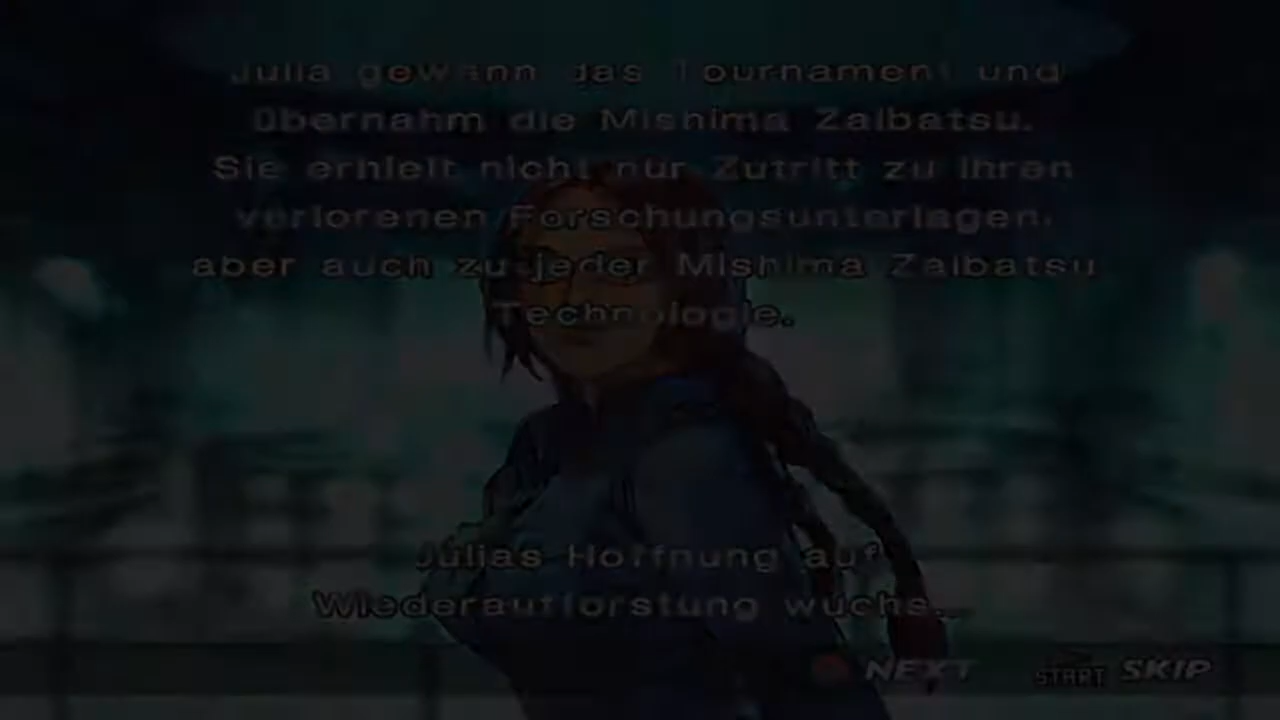 Julia gewann das Tournament und
Übernahm die Mishima Zaibatsu.
Sie erhielt nicht nur Zutritt zu ihren
verlorenen Forschungsunterlagen,
aber auch zu jeder Mishima Zaibatsu
Technologie.
Julias Hoffnung auf
Wiederaufforstung wuchs...
NEXT START SKIP